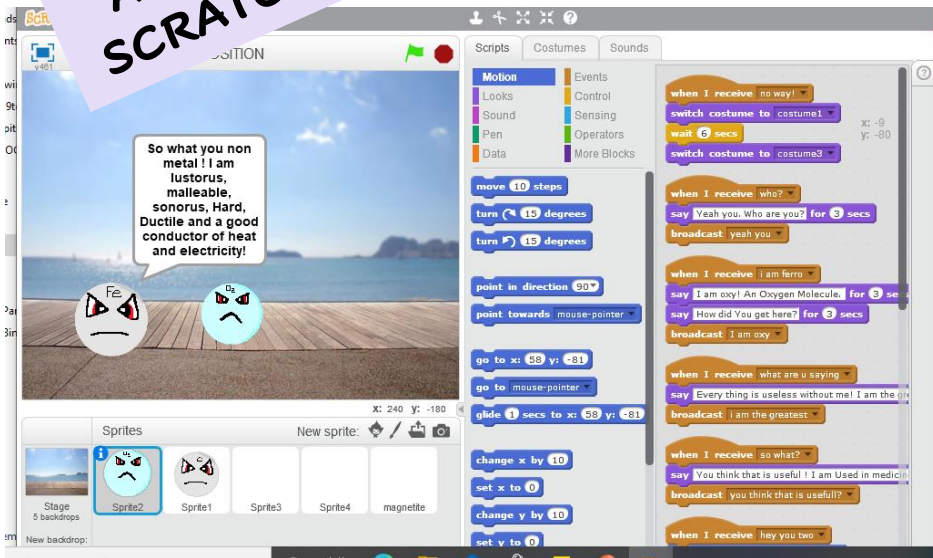 SCRATCH
v461
Scripts
Costumes
Sounds
So what you non
metal ! I am
lustorus,
malleable,
sonorus, Hard,
Ductile and a good
conductor of heat
and electricity!
Fe
O2
X: 240 y: -180
Sprites
New sprite:
Stage
5 backdrops
New backdrop:
Sprite2
Sprite1
Sprite3
Sprite4
magnetite
Motion
Events
Looks
Control
Sound
Sensing
Pen
Operators
Data
More Blocks
move 10 steps
turn 15 degrees
turn 15 degrees
point in direction 90
point towards mouse-pointer
go to x: 58 y: -81
go to mouse-pointer
glide 1 secs to x: 58 y: -81
change x by 10
set x to 0
change y by 10
set y to 0
x: -9
y: -80
when I receive no way!
switch costume to costume1
wait 6 secs
switch costume to costume3
when I receive who?
say Yeah you. Who are you? for 3 secs
broadcast yeah you
when I receive i am ferro
say I am oxy! An Oxygen Molecule. for 3 se
say How did You get here? for 3 secs
broadcast I am oxy
when I receive what are u saying
say Every thing is useless without me! I am the gre
broadcast i am the greatest
when I receive so what?
say You think that is useful ! I am Used in medicin
broadcast you think that is usefull?
when I receive hey you two